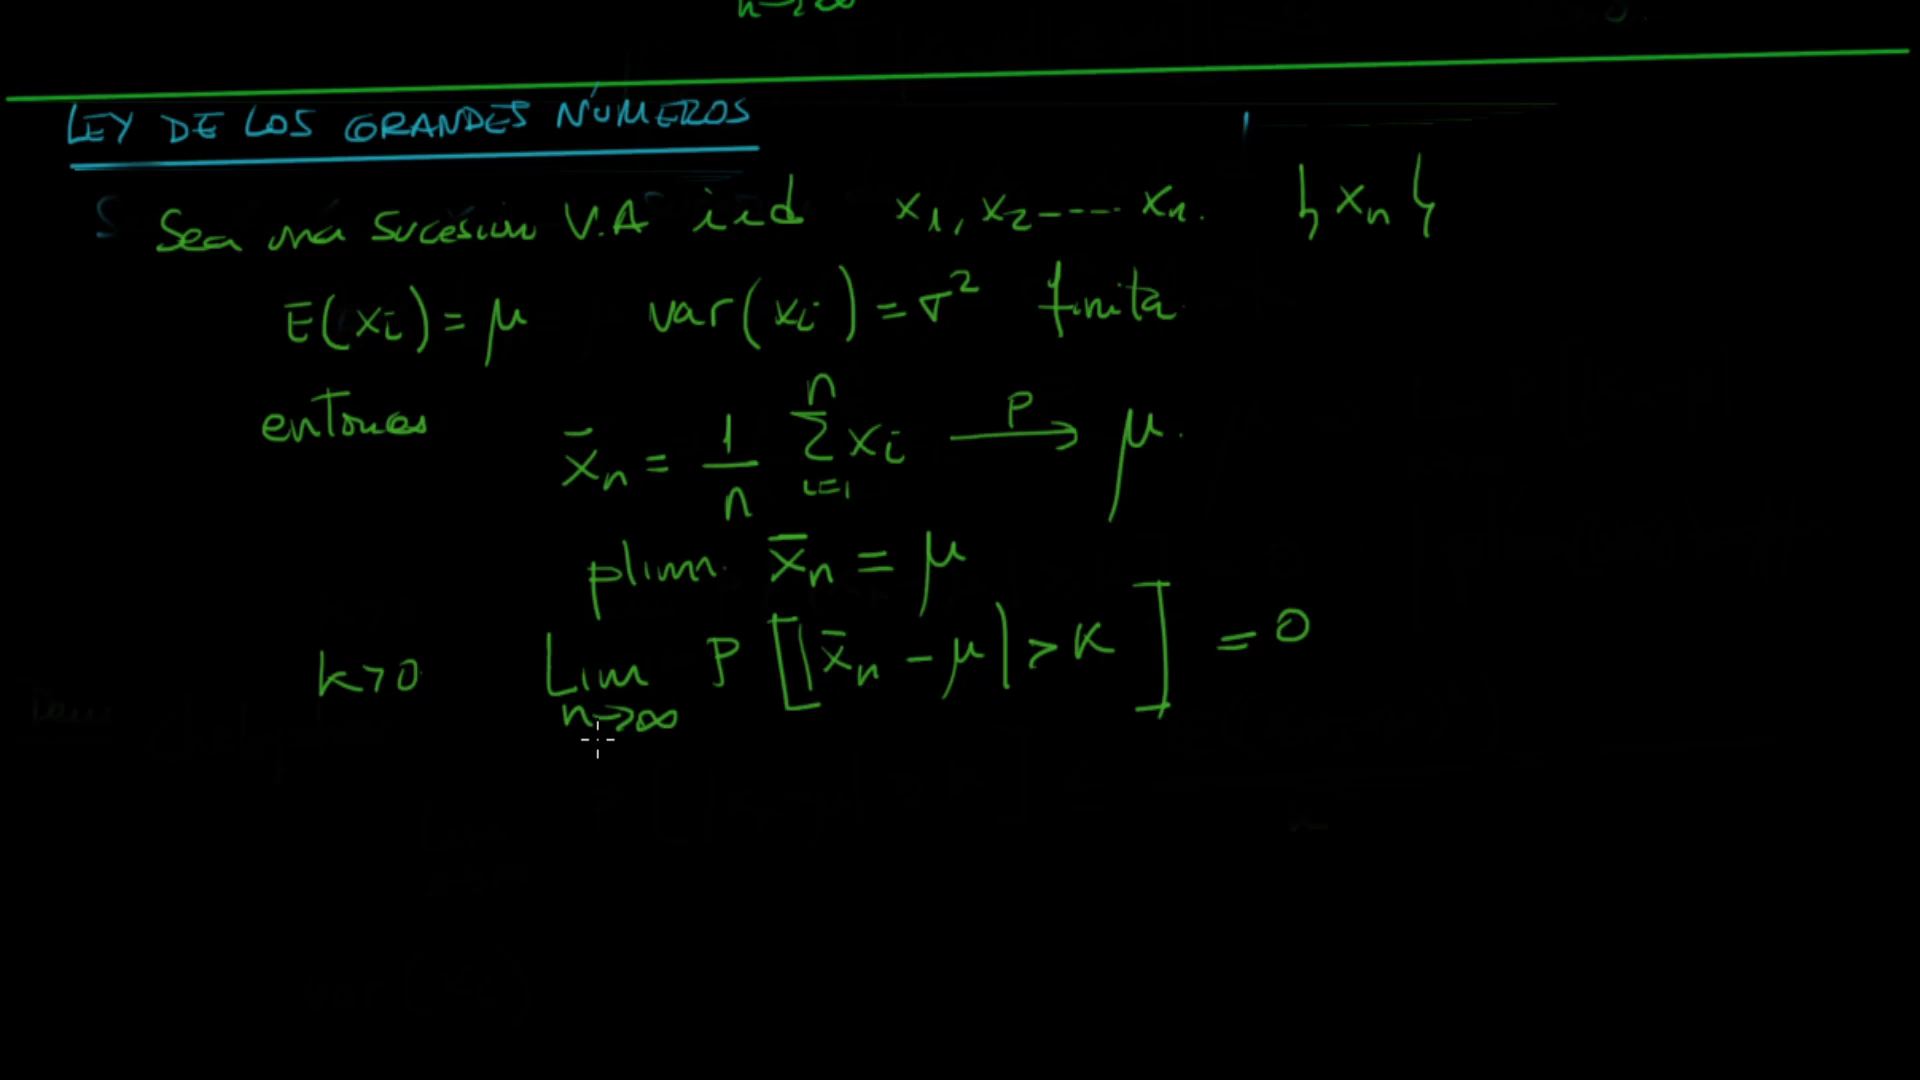 n→∞
LEY DE LOS GRANDES NÚMEROS
Sea una sucesión V.A iid x₁, x₂---- xₙ. {xₙ}
E(xᵢ) = μ var(xᵢ) = σ² finita
entonces x̄ₙ = 1/n Σᵢ₌₁ⁿ xᵢ →ᴾ μ.
plim x̄ₙ = μ
k>0 Lim n→∞ P[|x̄ₙ - μ| > K] = 0